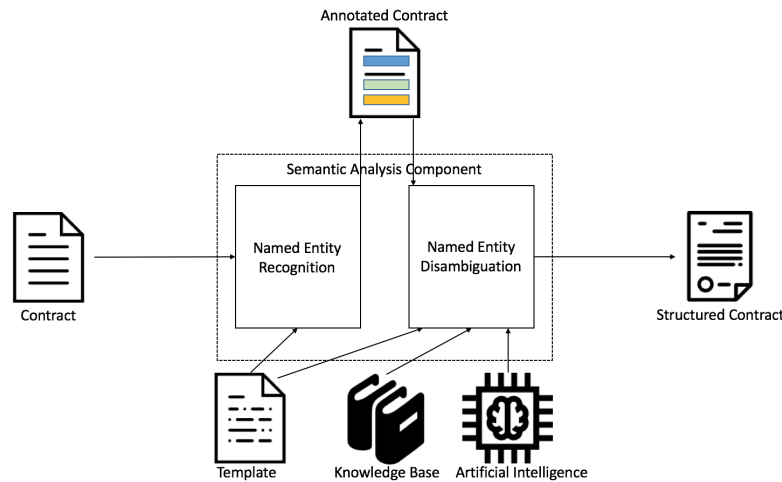 Annotated Contract
Semantic Analysis Component
Named Entity
Recognition
Named Entity
Disambiguation
Contract
Structured Contract
Template
Knowledge Base
Artificial Intelligence